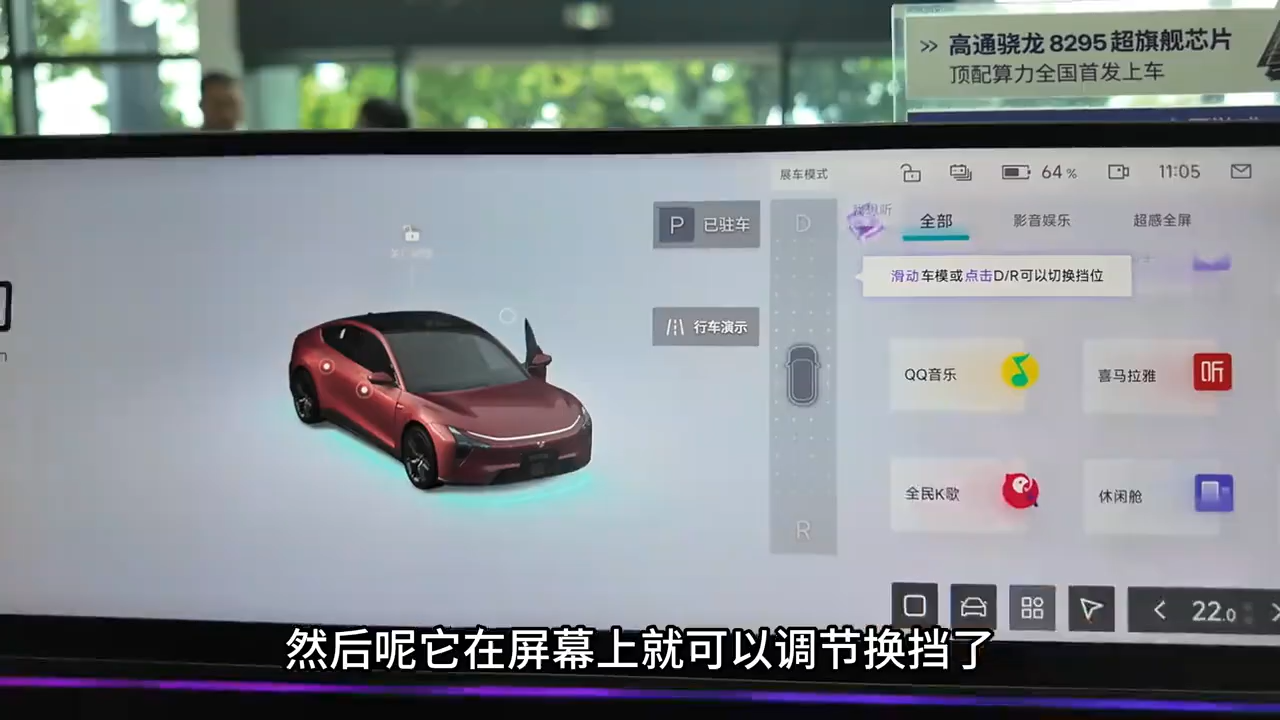 高通骁龙8295超旗舰芯片
顶配算力全国首发上车
展车模式
64%
11:05
P 已驻车
D
全部
影音娱乐
超感全屏
滑动车模或点击D/R可以切换挡位
行车演示
QQ音乐
喜马拉雅
听
全民K歌
休闲舱
R
22.0
然后呢它在屏幕上就可以调节换挡了